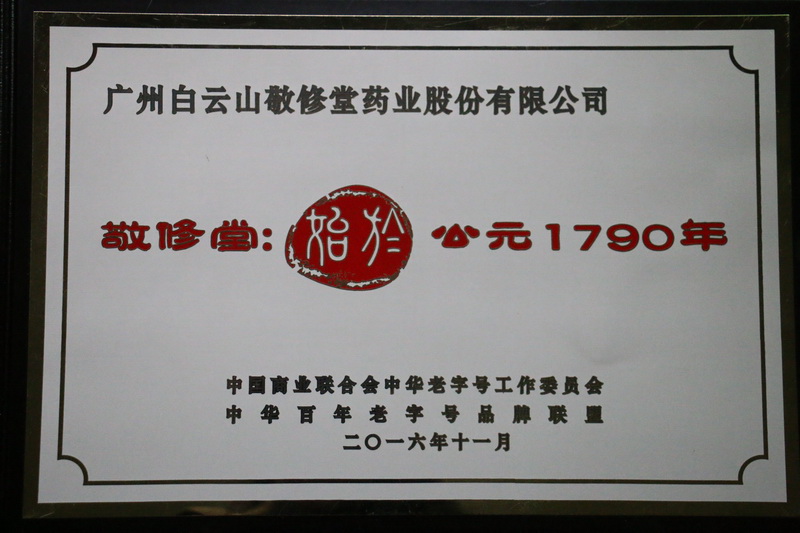 广州白云山敬修堂药业股份有限公司
敬修堂:始於公元1790年
中国商业联合会中华老字号工作委员会
中华百年老字号品牌联盟
二〇一六年十一月